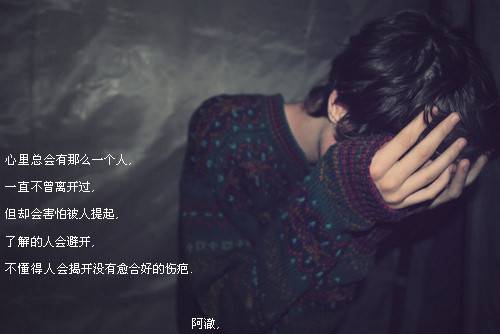 心里总会有那么一个人,
一直不曾离开过,
但却会害怕被人提起,
了解的人会避开,
不懂得人会揭开没有愈合好的伤疤.
阿澈,